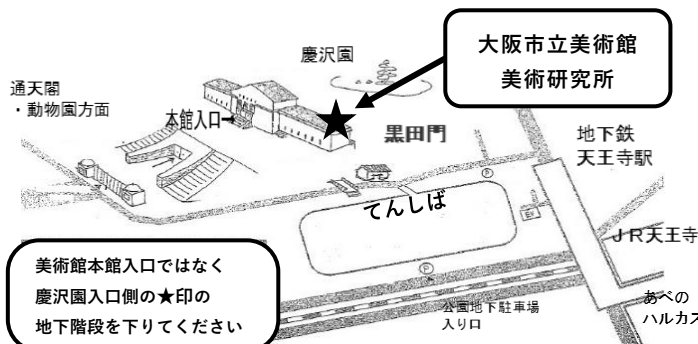 大阪市立美術館
美術研究所
慶沢園
通天閣
・動物園方面
本館入口→
黒田門
地下鉄
天王寺駅
てんしば
JR天王寺
美術館本館入口ではなく
慶沢園入口側の★印の
地下階段を下りてください
公園地下駐車場
入り口
あべの
ハルカス
P
P
EV